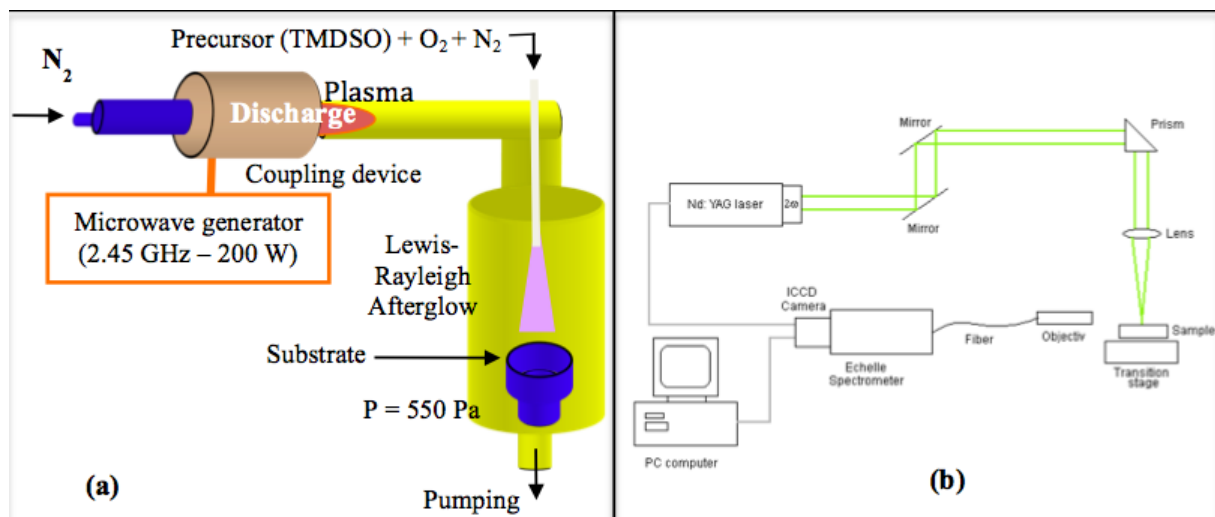 Precursor (TMDSO) + O₂ + N₂
N₂
Plasma
Discharge
Coupling device
Microwave generator
(2.45 GHz – 200 W)
Lewis-
Rayleigh
Afterglow
Substrate
P = 550 Pa
(a)
Pumping
Mirror
Prism
Nd: YAG laser
2ω
Mirror
Lens
ICCD
Camera
Sample
Fiber
Objectiv
Echelle
Spectrometer
Transition
stage
PC computer
(b)